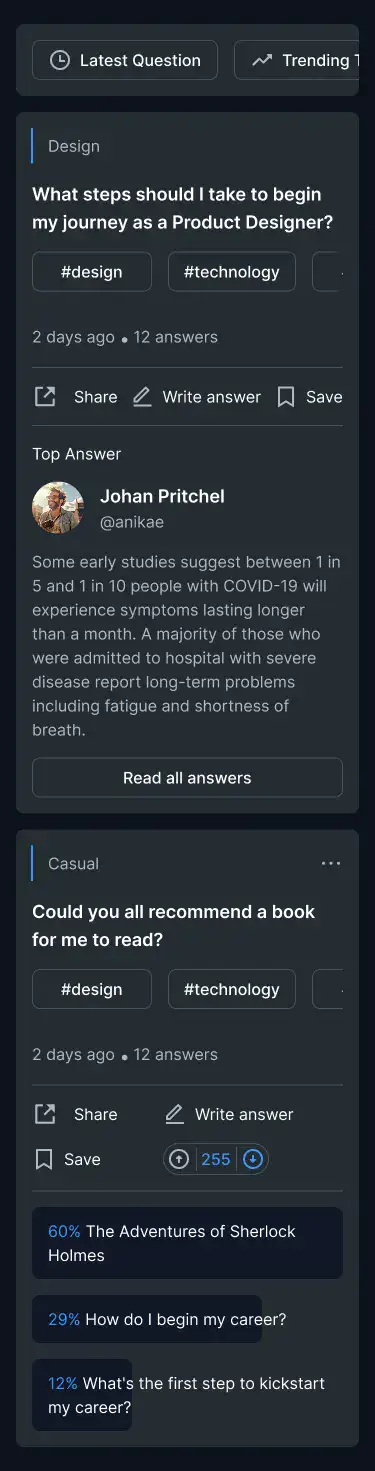 Latest Question
Trending T
Design
What steps should I take to begin
my journey as a Product Designer?
#design
#technology
2 days ago • 12 answers
Share
Write answer
Save
Top Answer
Johan Pritchel
@anikae
Some early studies suggest between 1 in
5 and 1 in 10 people with COVID-19 will
experience symptoms lasting longer
than a month. A majority of those who
were admitted to hospital with severe
disease report long-term problems
including fatigue and shortness of
breath.
Read all answers
Casual
Could you all recommend a book
for me to read?
#design
#technology
2 days ago • 12 answers
Share
Write answer
Save
255
60% The Adventures of Sherlock
Holmes
29% How do I begin my career?
12% What's the first step to kickstart
my career?